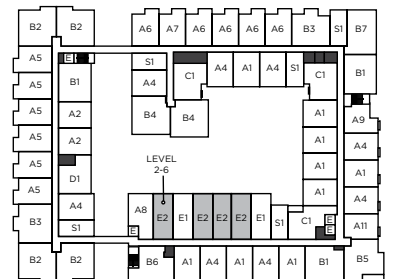 B2 B2 A6 A7 A6 A6 A6 A6 B3 S1 B7
A5 E S1 A4 A1 A4 S1 B1
B1 A4 C1 C1
A5
A2 B4 B4 A1 A9
A5
A2 A1 A4
A5 LEVEL
2-6
D1 A1 A1
A5
A4 A8 E2 E1 E2 E2 E2 E1 A1 A4
B3 S1 E S1 C1 E A11
E
B2 B2 B6 A1 A4 A1 A4 A1 B1 B5